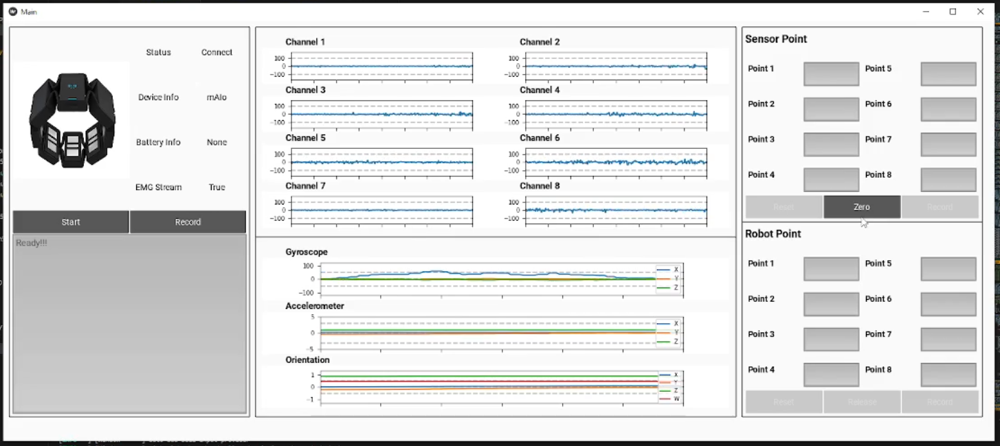 Main
Status Connect
Device Info mAIo
Battery Info None
EMG Stream True
Start Record
Ready!!!
Channel 1
100
0
−100
Channel 2
100
0
−100
Channel 3
100
0
−100
Channel 4
100
0
−100
Channel 5
100
0
−100
Channel 6
100
0
−100
Channel 7
100
0
−100
Channel 8
100
0
−100
Gyroscope
100
0
−100
X
Y
Z
Accelerometer
5
0
−5
X
Y
Z
Orientation
1
0
−1
X
Y
Z
W
Sensor Point
Point 1 Point 5
Point 2 Point 6
Point 3 Point 7
Point 4 Point 8
Reset Zero Record
Robot Point
Point 1 Point 5
Point 2 Point 6
Point 3 Point 7
Point 4 Point 8
Reset Release Record